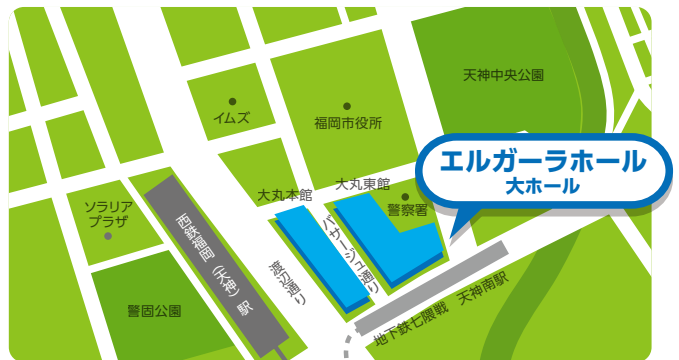 天神中央公園
イムズ
福岡市役所
エルガーラホール
大ホール
大丸本館
大丸東館
警察署
ソラリア
プラザ
西鉄福岡（天神）駅
渡辺通り
パサージュ通り
警固公園
地下鉄七隈戦 天神南駅